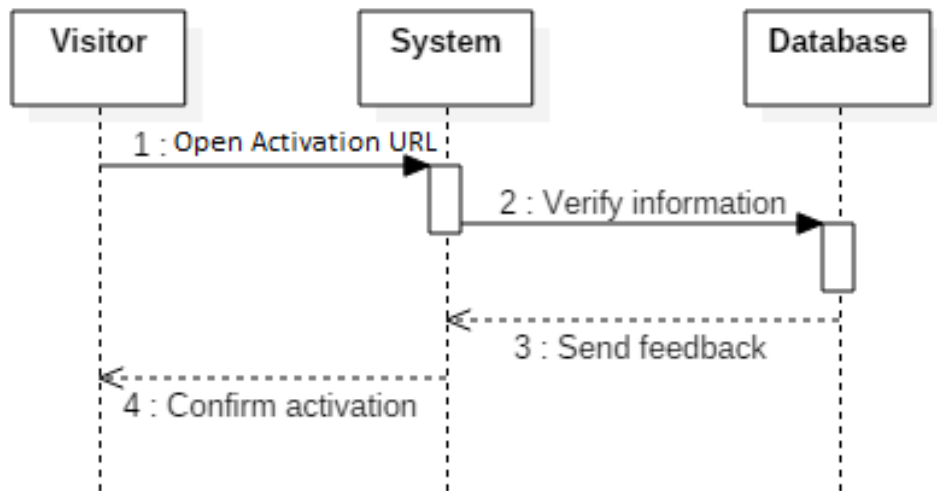 Visitor
System
Database
1 : Open Activation URL
2 : Verify information
3 : Send feedback
4 : Confirm activation